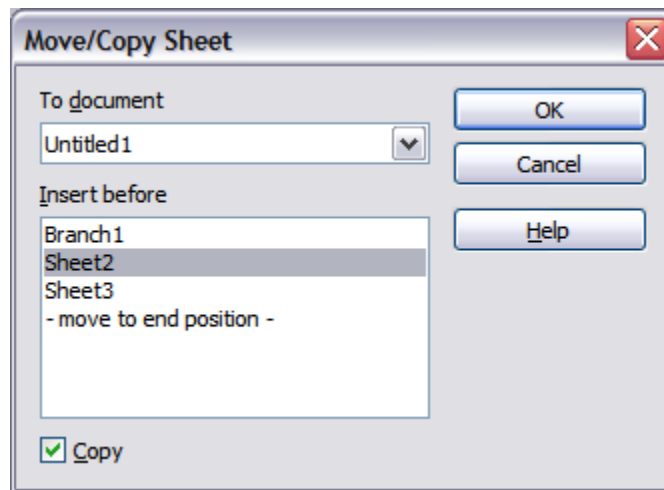 Move/Copy Sheet
To document
Untitled1
Insert before
Branch1
Sheet2
Sheet3
- move to end position -
Copy
OK
Cancel
Help